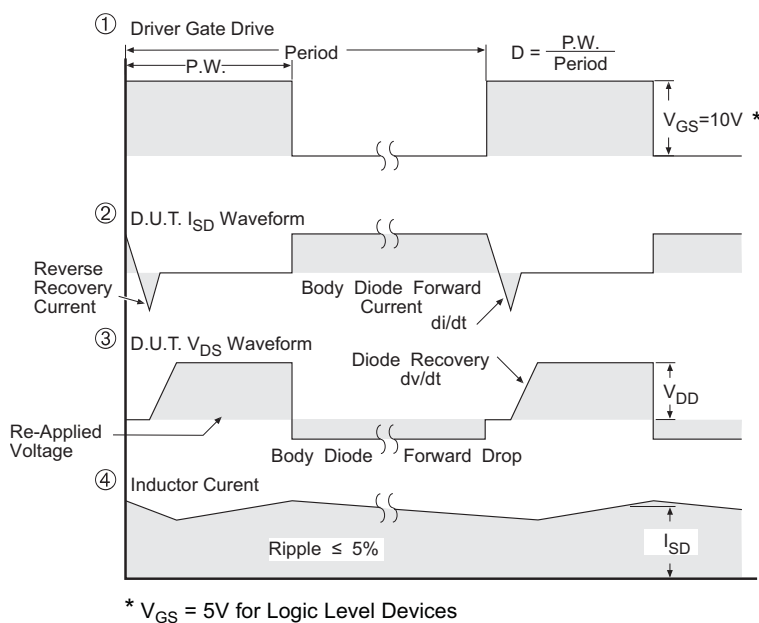 ① Driver Gate Drive
Period
P.W.
D = P.W. / Period
V_GS=10V *
② D.U.T. I_SD Waveform
Reverse
Recovery
Current
Body Diode Forward
Current
di/dt
③ D.U.T. V_DS Waveform
Diode Recovery
dv/dt
V_DD
Re-Applied
Voltage
Body Diode Forward Drop
④ Inductor Curent
Ripple ≤ 5%
I_SD
* V_GS = 5V for Logic Level Devices